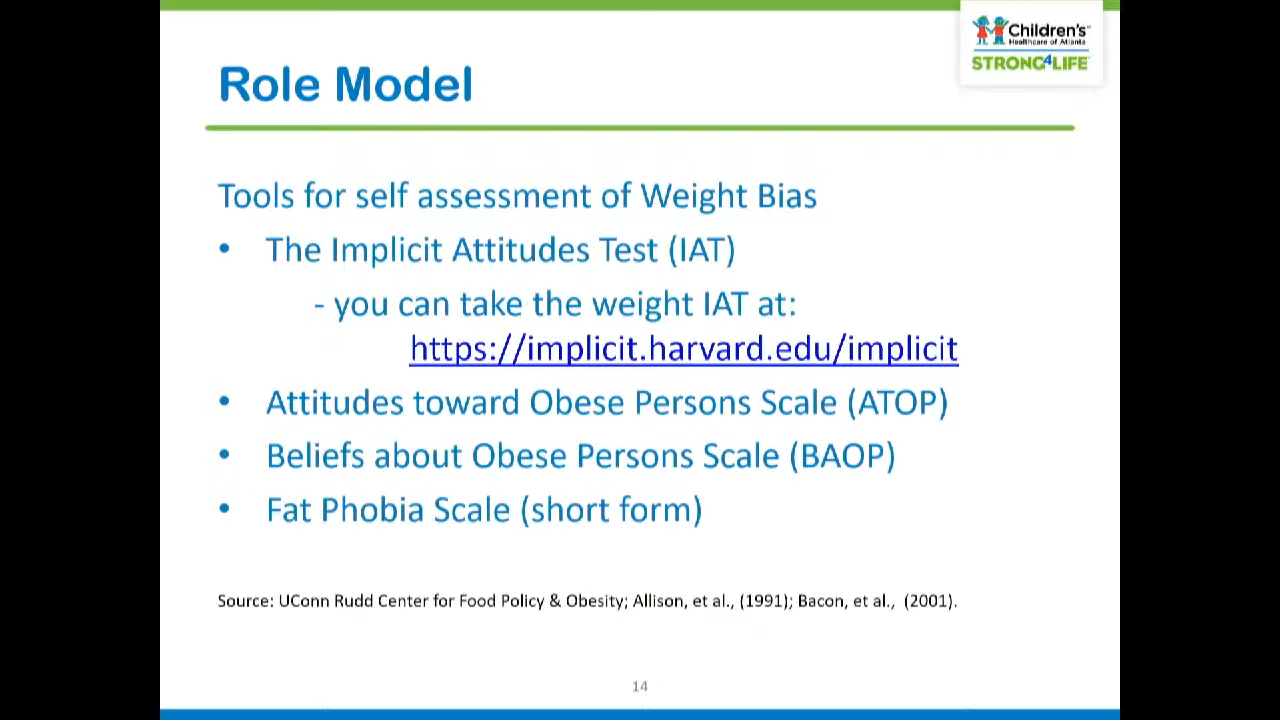 Children's
Healthcare of Atlanta
STRONG4LIFE
Role Model
Tools for self assessment of Weight Bias
• The Implicit Attitudes Test (IAT)
- you can take the weight IAT at:
https://implicit.harvard.edu/implicit
• Attitudes toward Obese Persons Scale (ATOP)
• Beliefs about Obese Persons Scale (BAOP)
• Fat Phobia Scale (short form)
Source: UConn Rudd Center for Food Policy & Obesity; Allison, et al., (1991); Bacon, et al., (2001).
14